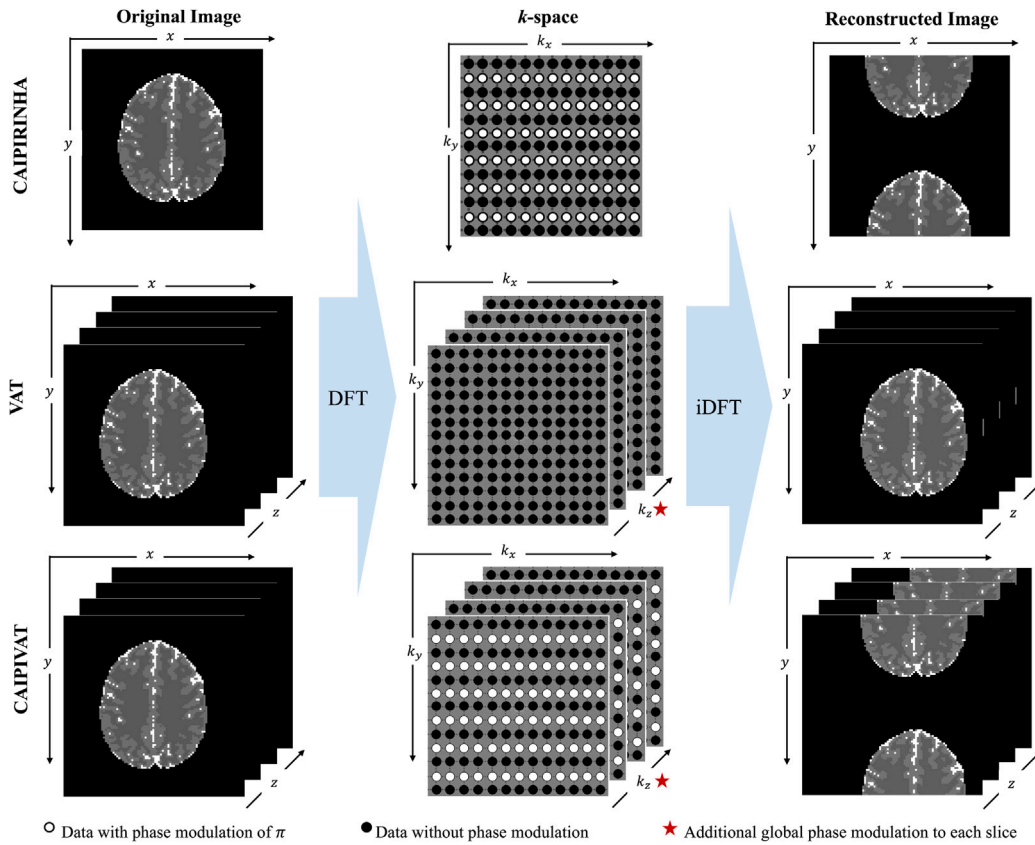 Original Image
k-space
Reconstructed Image
CAIPIRINHA
x
y
k_x
k_y
x
y
VAT
x
y
z
DFT
k_x
k_y
k_z
iDFT
x
y
z
CAIPIVAT
x
y
z
k_x
k_y
k_z
x
y
z
Data with phase modulation of π
Data without phase modulation
Additional global phase modulation to each slice